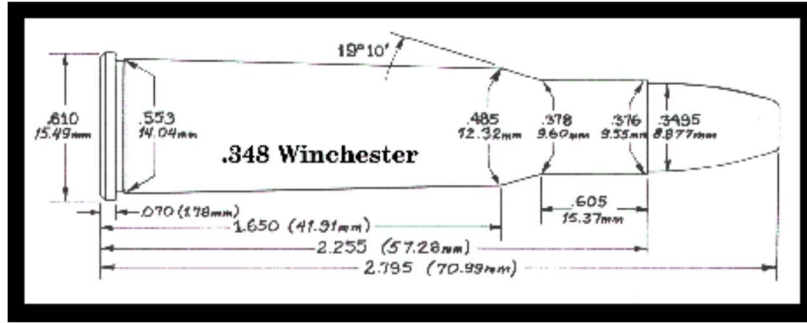 19°10'
.610
15.49mm
.553
14.04mm
.485
12.32mm
.378
9.60mm
.376
9.55mm
.3495
8.877mm
.348 Winchester
.070 (1.78mm)
.605
15.37mm
1.650 (41.91mm)
2.255 (57.28mm)
2.795 (70.99mm)